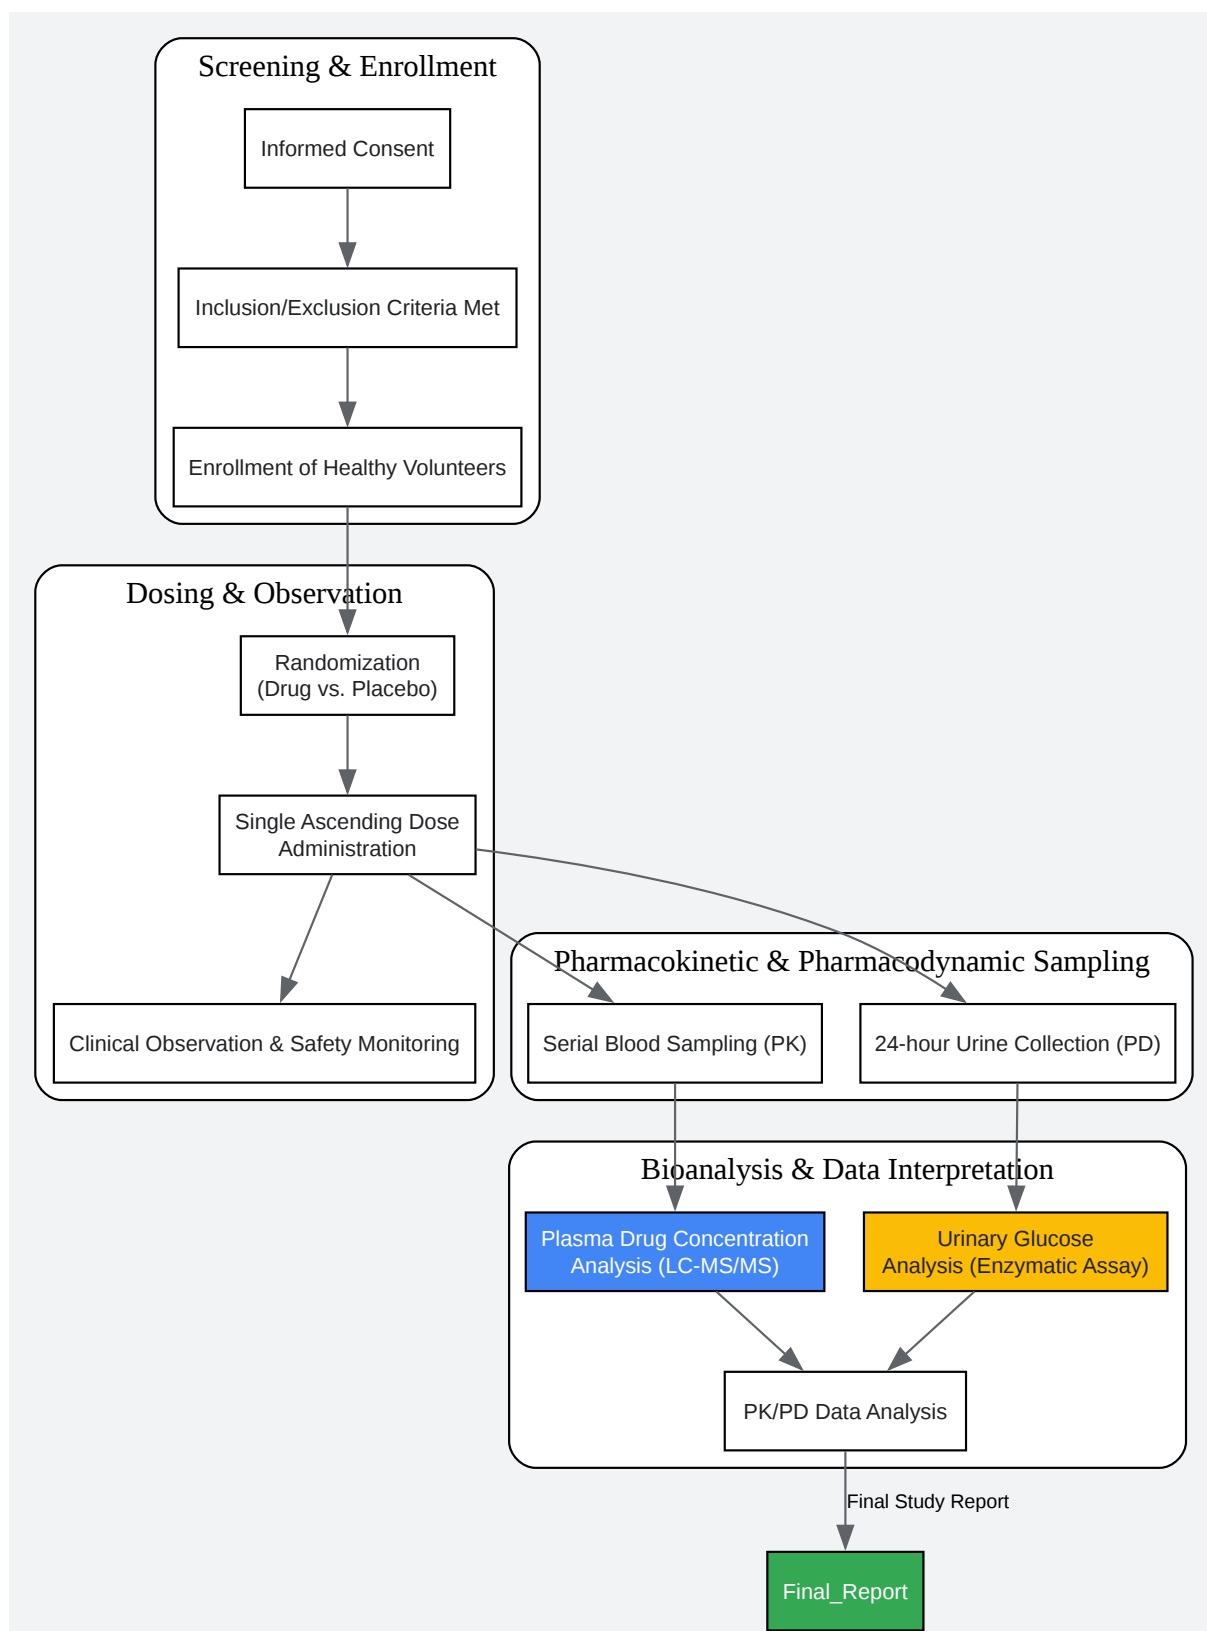 Screening & Enrollment
Informed Consent
Inclusion/Exclusion Criteria Met
Enrollment of Healthy Volunteers
Dosing & Observation
Randomization
(Drug vs. Placebo)
Single Ascending Dose
Administration
Clinical Observation & Safety Monitoring
Pharmacokinetic & Pharmacodynamic Sampling
Serial Blood Sampling (PK)
24-hour Urine Collection (PD)
Bioanalysis & Data Interpretation
Plasma Drug Concentration
Analysis (LC-MS/MS)
Urinary Glucose
Analysis (Enzymatic Assay)
PK/PD Data Analysis
Final Study Report
Final_Report